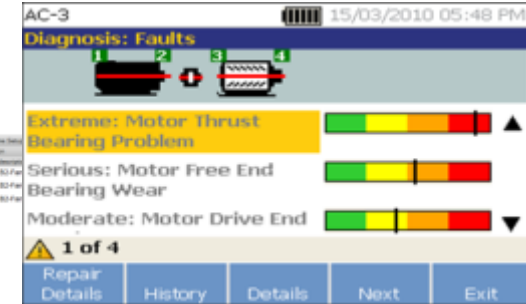 AC-3
15/03/2010 05:48 PM
Diagnosis: Faults
1 2 3 4
Extreme: Motor Thrust
Bearing Problem
Serious: Motor Free End
Bearing Wear
Moderate: Motor Drive End
1 of 4
Repair
Details
History
Details
Next
Exit